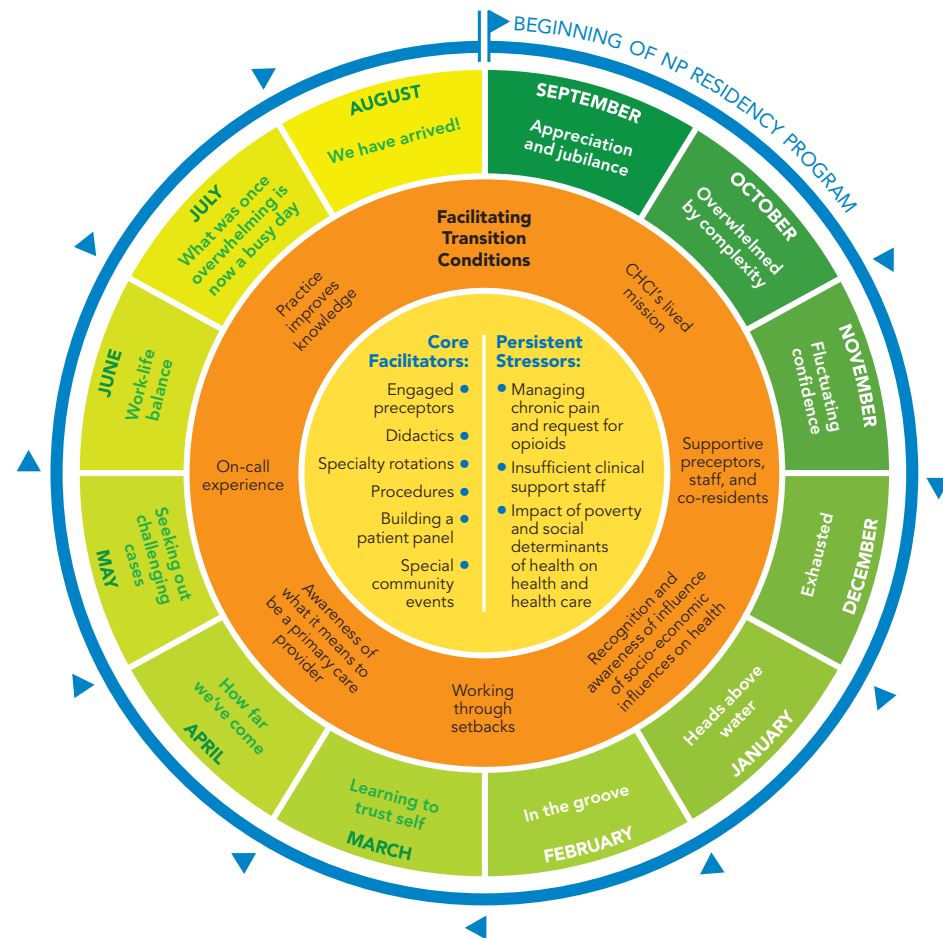 BEGINNING OF NP RESIDENCY PROGRAM
SEPTEMBER
Appreciation
and jubilance
OCTOBER
Overwhelmed
by complexity
NOVEMBER
Fluctuating
confidence
DECEMBER
Exhausted
Heads above
water
JANUARY
In the groove
FEBRUARY
Learning to
trust self
MARCH
How far
we've come
APRIL
Seeking out
challenging
cases
MAY
JUNE
Work-life
balance
JULY
What was once
overwhelming is
now a busy day
AUGUST
We have arrived!
Facilitating
Transition
Conditions
CHCI's lived
mission
Supportive
preceptors,
staff, and
co-residents
Recognition and
awareness of influence
of socio-economic
influences on health
Working
through
setbacks
Awareness of
what it means to
be a primary care
provider
On-call
experience
Practice
improves
knowledge
Core
Facilitators:
Engaged
preceptors
Didactics
Specialty rotations
Procedures
Building a
patient panel
Special
community
events
Persistent
Stressors:
Managing
chronic pain
and request for
opioids
Insufficient clinical
support staff
Impact of poverty
and social
determinants
of health on
health and
health care